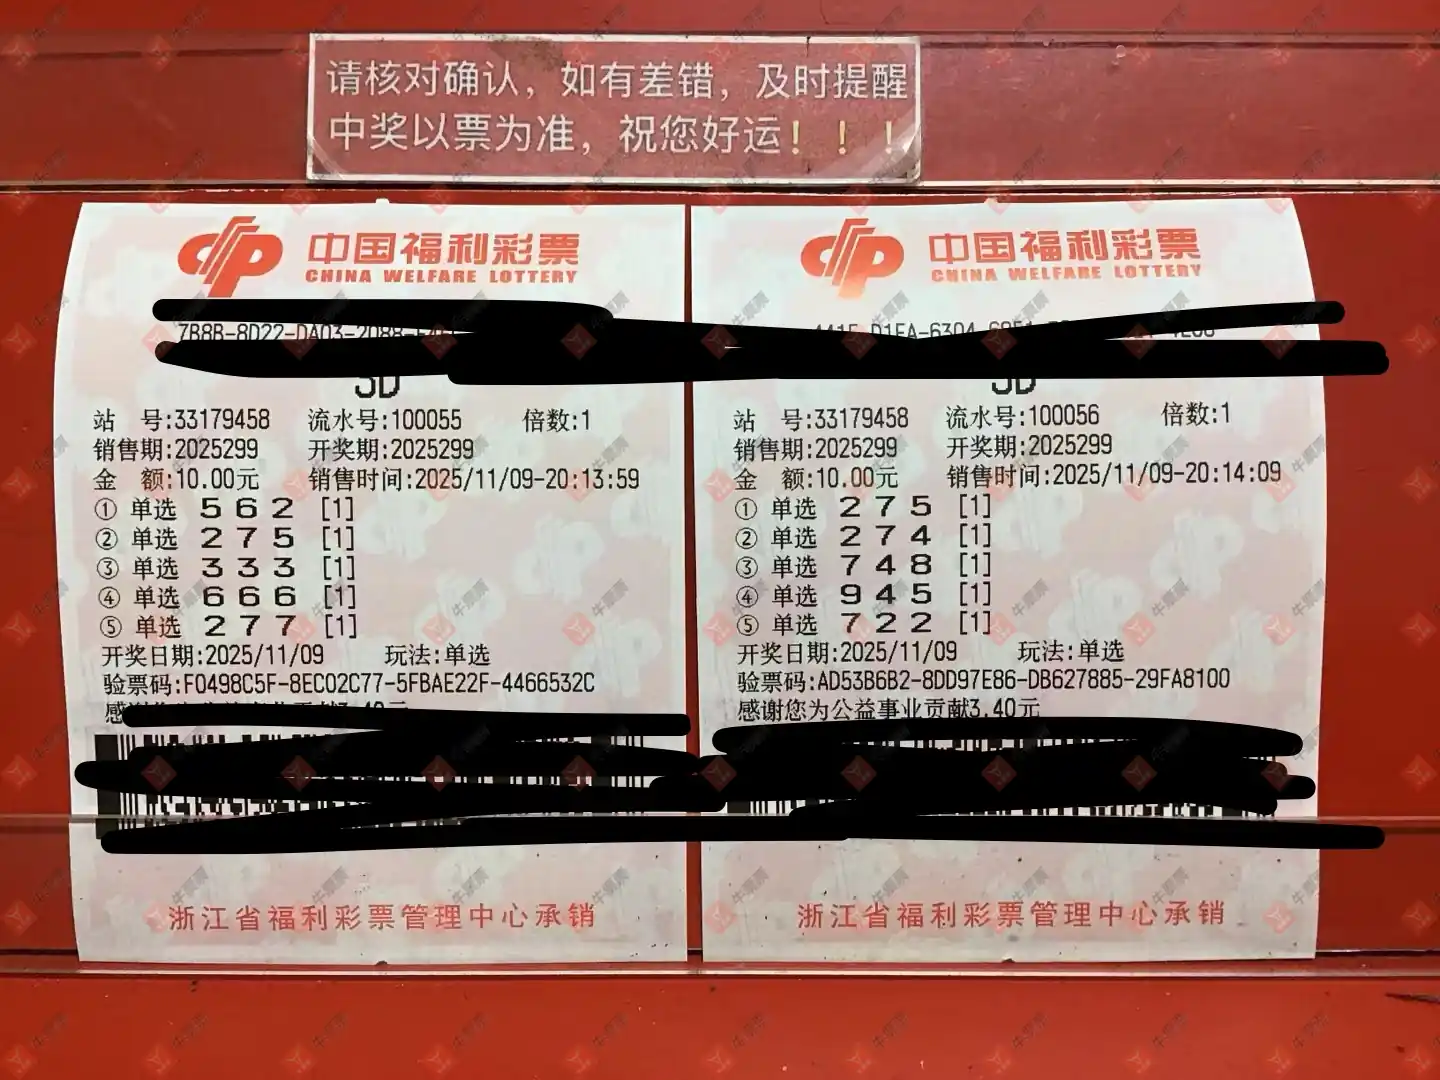 请核对确认，如有差错，及时提醒
中奖以票为准，祝您好运！！！
中国福利彩票
CHINA WELFARE LOTTERY
7B8B-8D22-DA03-2D88-
3D
站 号:33179458 流水号:100055 倍数:1
销售期:2025299 开奖期:2025299
金 额:10.00元 销售时间:2025/11/09-20:13:59
① 单选 5 6 2 [1]
② 单选 2 7 5 [1]
③ 单选 3 3 3 [1]
④ 单选 6 6 6 [1]
⑤ 单选 2 7 7 [1]
开奖日期:2025/11/09 玩法:单选
验票码:F0498C5F-8EC02C77-5FBAE22F-4466532C
浙江省福利彩票管理中心承销
中国福利彩票
CHINA WELFARE LOTTERY
3D
站 号:33179458 流水号:100056 倍数:1
销售期:2025299 开奖期:2025299
金 额:10.00元 销售时间:2025/11/09-20:14:09
① 单选 2 7 5 [1]
② 单选 2 7 4 [1]
③ 单选 7 4 8 [1]
④ 单选 9 4 5 [1]
⑤ 单选 7 2 2 [1]
开奖日期:2025/11/09 玩法:单选
验票码:AD53B6B2-8DD97E86-DB627885-29FA8100
感谢您为公益事业贡献3.40元
浙江省福利彩票管理中心承销